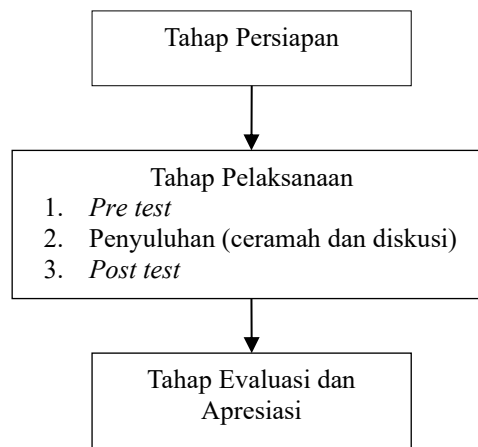 Tahap Persiapan
Tahap Pelaksanaan
1. Pre test
2. Penyuluhan (ceramah dan diskusi)
3. Post test
Tahap Evaluasi dan
Apresiasi